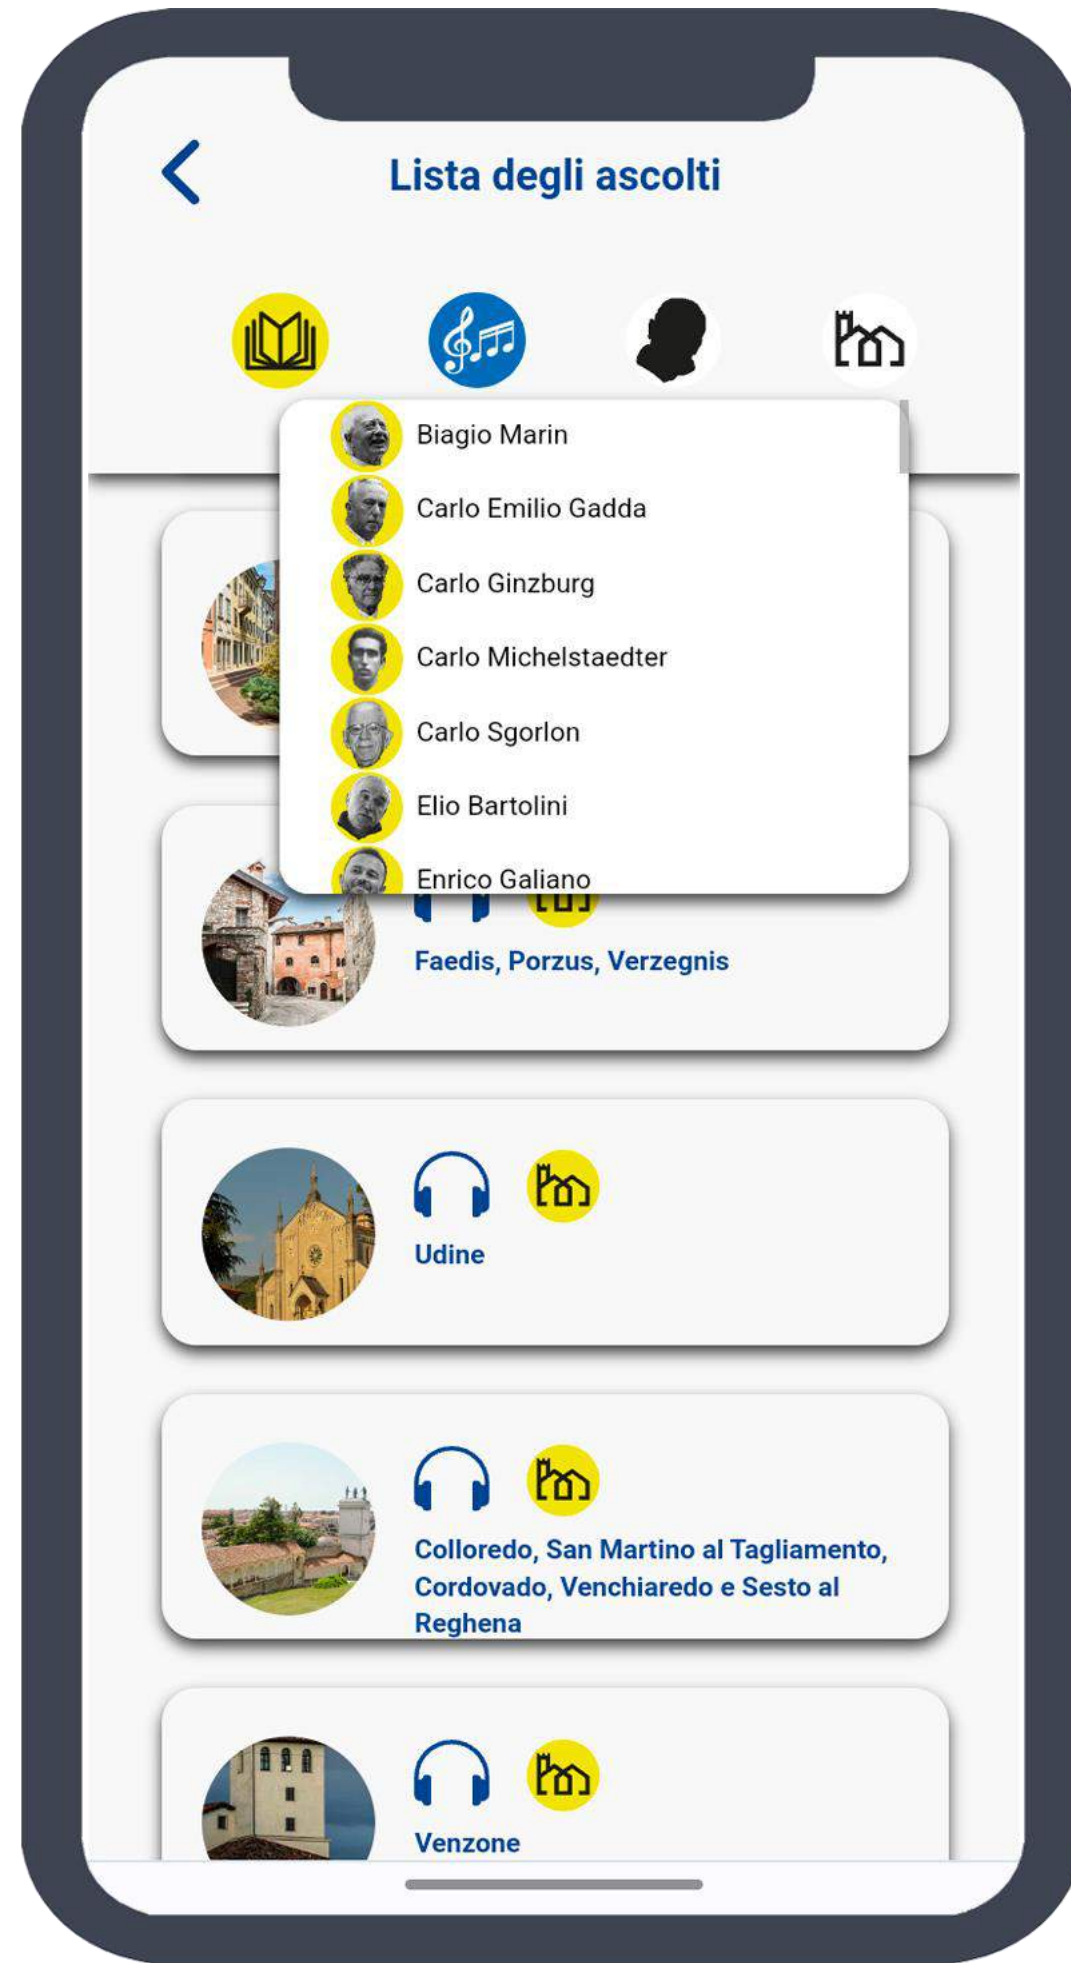 Lista degli ascolti
Biagio Marin
Carlo Emilio Gadda
Carlo Ginzburg
Carlo Michelstaedter
Carlo Sgorlon
Elio Bartolini
Enrico Galiano
Faedis, Porzus, Verzegnis
Udine
Colloredo, San Martino al Tagliamento,
Cordovado, Venchiaredo e Sesto al
Reghena
Venzone